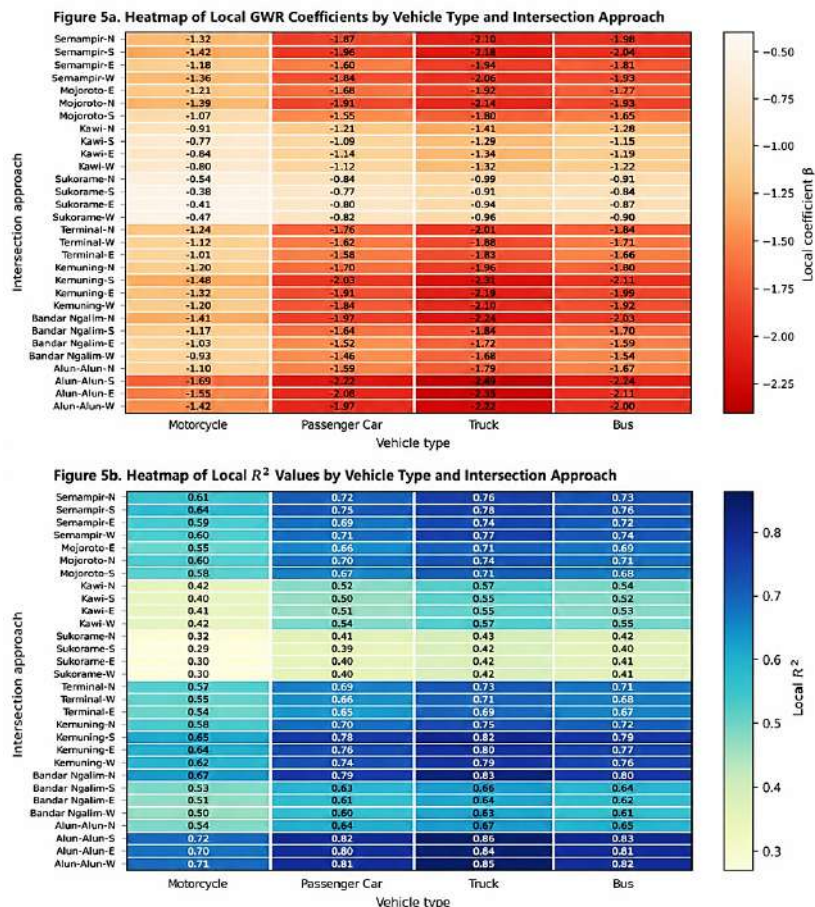 Figure 5a. Heatmap of Local GWR Coefficients by Vehicle Type and Intersection Approach
Semampir-N -1.32 -1.87 -2.10 -1.98
Semampir-S -1.42 -1.96 -2.18 -2.04
Semampir-E -1.18 -1.60 -1.94 -1.81
Semampir-W -1.36 -1.84 -2.06 -1.93
Mojoroto-E -1.21 -1.68 -1.92 -1.77
Mojoroto-N -1.39 -1.91 -2.14 -1.93
Mojoroto-S -1.07 -1.55 -1.80 -1.65
Kawi-N -0.91 -1.21 -1.41 -1.28
Kawi-S -0.77 -1.09 -1.29 -1.15
Kawi-E -0.84 -1.14 -1.34 -1.19
Kawi-W -0.80 -1.12 -1.32 -1.22
Sukorame-N -0.54 -0.84 -0.99 -0.91
Sukorame-S -0.38 -0.77 -0.91 -0.84
Sukorame-E -0.41 -0.80 -0.94 -0.87
Sukorame-W -0.47 -0.82 -0.96 -0.90
Terminal-N -1.24 -1.76 -2.01 -1.84
Terminal-W -1.12 -1.62 -1.88 -1.71
Terminal-E -1.01 -1.58 -1.83 -1.66
Kemuning-N -1.20 -1.70 -1.96 -1.80
Kemuning-S -1.48 -2.03 -2.31 -2.11
Kemuning-E -1.32 -1.91 -2.19 -1.99
Kemuning-W -1.20 -1.84 -2.10 -1.92
Bandar Ngalim-N -1.41 -1.97 -2.24 -2.03
Bandar Ngalim-S -1.17 -1.64 -1.84 -1.70
Bandar Ngalim-E -1.03 -1.52 -1.72 -1.59
Bandar Ngalim-W -0.93 -1.46 -1.68 -1.54
Alun-Alun-N -1.10 -1.59 -1.79 -1.67
Alun-Alun-S -1.69 -2.22 -2.49 -2.24
Alun-Alun-E -1.55 -2.08 -2.35 -2.11
Alun-Alun-W -1.42 -1.97 -2.22 -2.00
Motorcycle Passenger Car Truck Bus
Vehicle type
Intersection approach
-0.50
-0.75
-1.00
-1.25
-1.50
-1.75
-2.00
-2.25
Local coefficient β
Figure 5b. Heatmap of Local R² Values by Vehicle Type and Intersection Approach
Semampir-N 0.61 0.72 0.76 0.73
Semampir-S 0.64 0.75 0.78 0.76
Semampir-E 0.59 0.69 0.74 0.72
Semampir-W 0.60 0.71 0.77 0.74
Mojoroto-E 0.55 0.66 0.71 0.69
Mojoroto-N 0.60 0.70 0.74 0.71
Mojoroto-S 0.58 0.67 0.71 0.68
Kawi-N 0.42 0.52 0.57 0.54
Kawi-S 0.40 0.50 0.55 0.52
Kawi-E 0.41 0.51 0.55 0.53
Kawi-W 0.42 0.54 0.57 0.55
Sukorame-N 0.32 0.41 0.43 0.42
Sukorame-S 0.29 0.39 0.42 0.40
Sukorame-E 0.30 0.40 0.42 0.41
Sukorame-W 0.30 0.40 0.42 0.41
Terminal-N 0.57 0.69 0.73 0.71
Terminal-W 0.55 0.66 0.71 0.68
Terminal-E 0.54 0.65 0.69 0.67
Kemuning-N 0.58 0.70 0.75 0.72
Kemuning-S 0.65 0.78 0.82 0.79
Kemuning-E 0.64 0.76 0.80 0.77
Kemuning-W 0.62 0.74 0.79 0.76
Bandar Ngalim-N 0.67 0.79 0.83 0.80
Bandar Ngalim-S 0.53 0.63 0.66 0.64
Bandar Ngalim-E 0.51 0.61 0.64 0.62
Bandar Ngalim-W 0.50 0.60 0.63 0.61
Alun-Alun-N 0.54 0.64 0.67 0.65
Alun-Alun-S 0.72 0.82 0.86 0.83
Alun-Alun-E 0.70 0.80 0.84 0.81
Alun-Alun-W 0.71 0.81 0.85 0.82
Motorcycle Passenger Car Truck Bus
Vehicle type
Intersection approach
0.8
0.7
0.6
0.5
0.4
0.3
Local R²